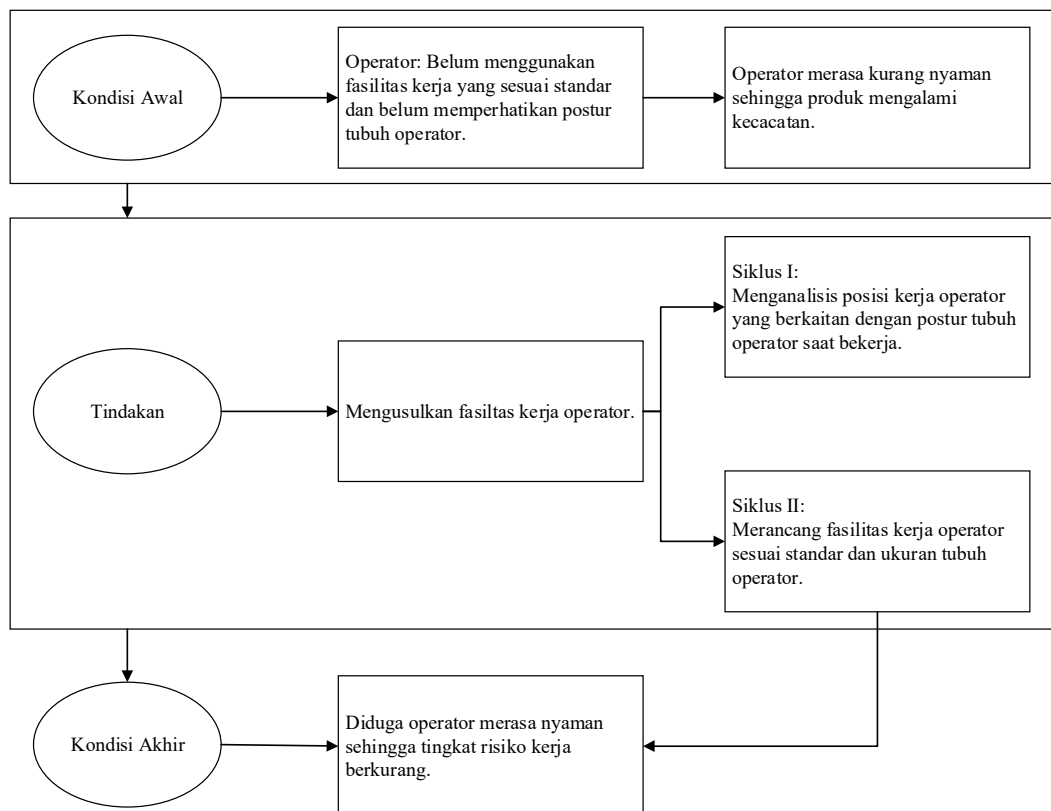 Kondisi Awal
Operator: Belum menggunakan
fasilitas kerja yang sesuai standar
dan belum memperhatikan postur
tubuh operator.
Operator merasa kurang nyaman
sehingga produk mengalami
kecacatan.
Tindakan
Mengusulkan fasiltas kerja operator.
Siklus I:
Menganalisis posisi kerja operator
yang berkaitan dengan postur tubuh
operator saat bekerja.
Siklus II:
Merancang fasilitas kerja operator
sesuai standar dan ukuran tubuh
operator.
Kondisi Akhir
Diduga operator merasa nyaman
sehingga tingkat risiko kerja
berkurang.